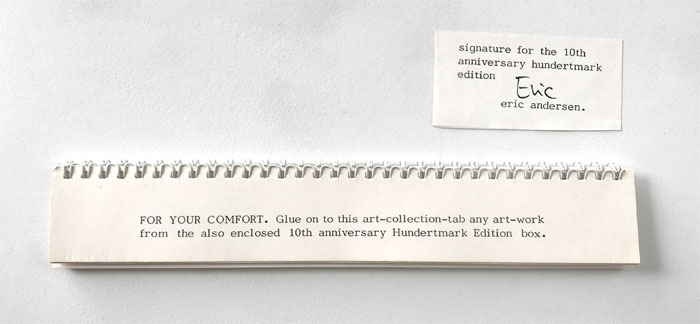 signature for the 10th
anniversary hundertmark
edition
Eric
eric andersen.
FOR YOUR COMFORT. Glue on to this art-collection-tab any art-work
from the also enclosed 10th anniversary Hundertmark Edition box.